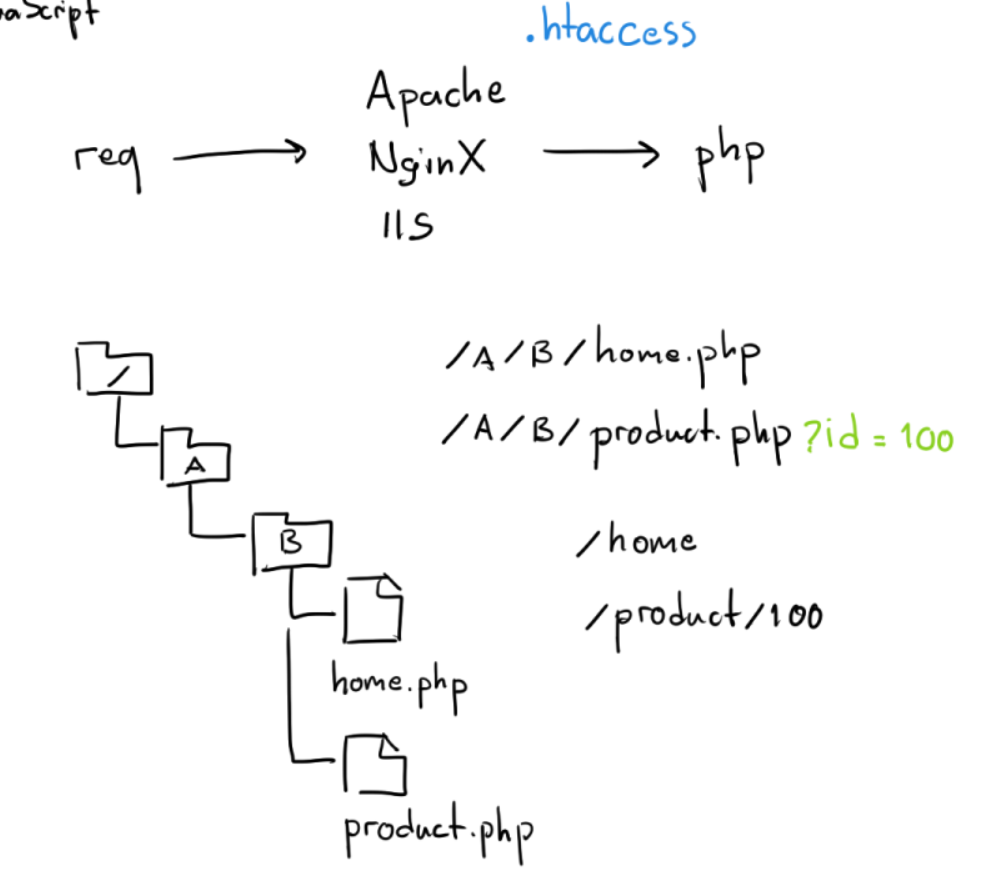 .htaccess
Apache
req NginX php
IIS
/A/B/home.php
/
/A/B/product.php ?id = 100
A
/home
B
/product/100
home.php
product.php